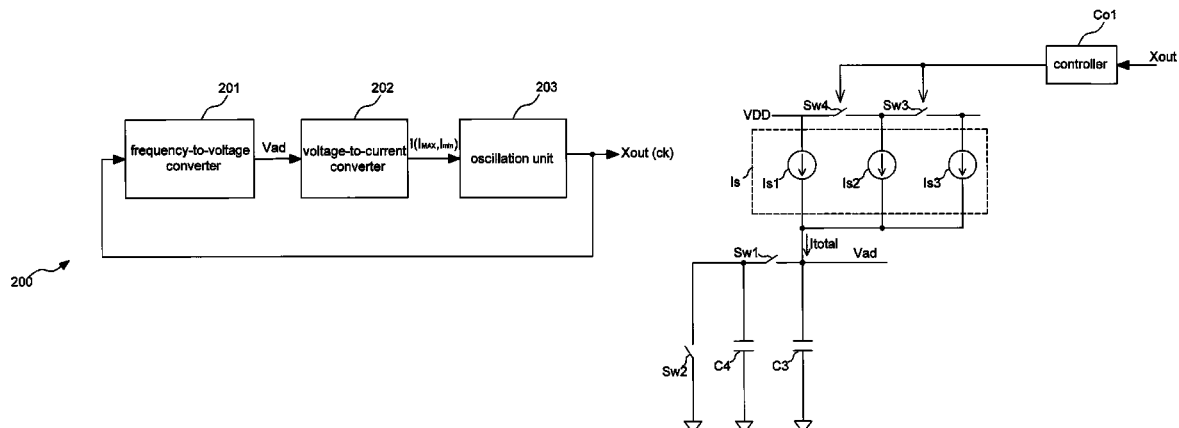 201
202
203
frequency-to-voltage
converter
Vad
voltage-to-current
converter
I(IMAX,Imin)
oscillation unit
Xout (ck)
200
Co1
controller
Xout
VDD
Sw4
Sw3
Is
Is1
Is2
Is3
Itotal
Sw1
Vad
Sw2
C4
C3